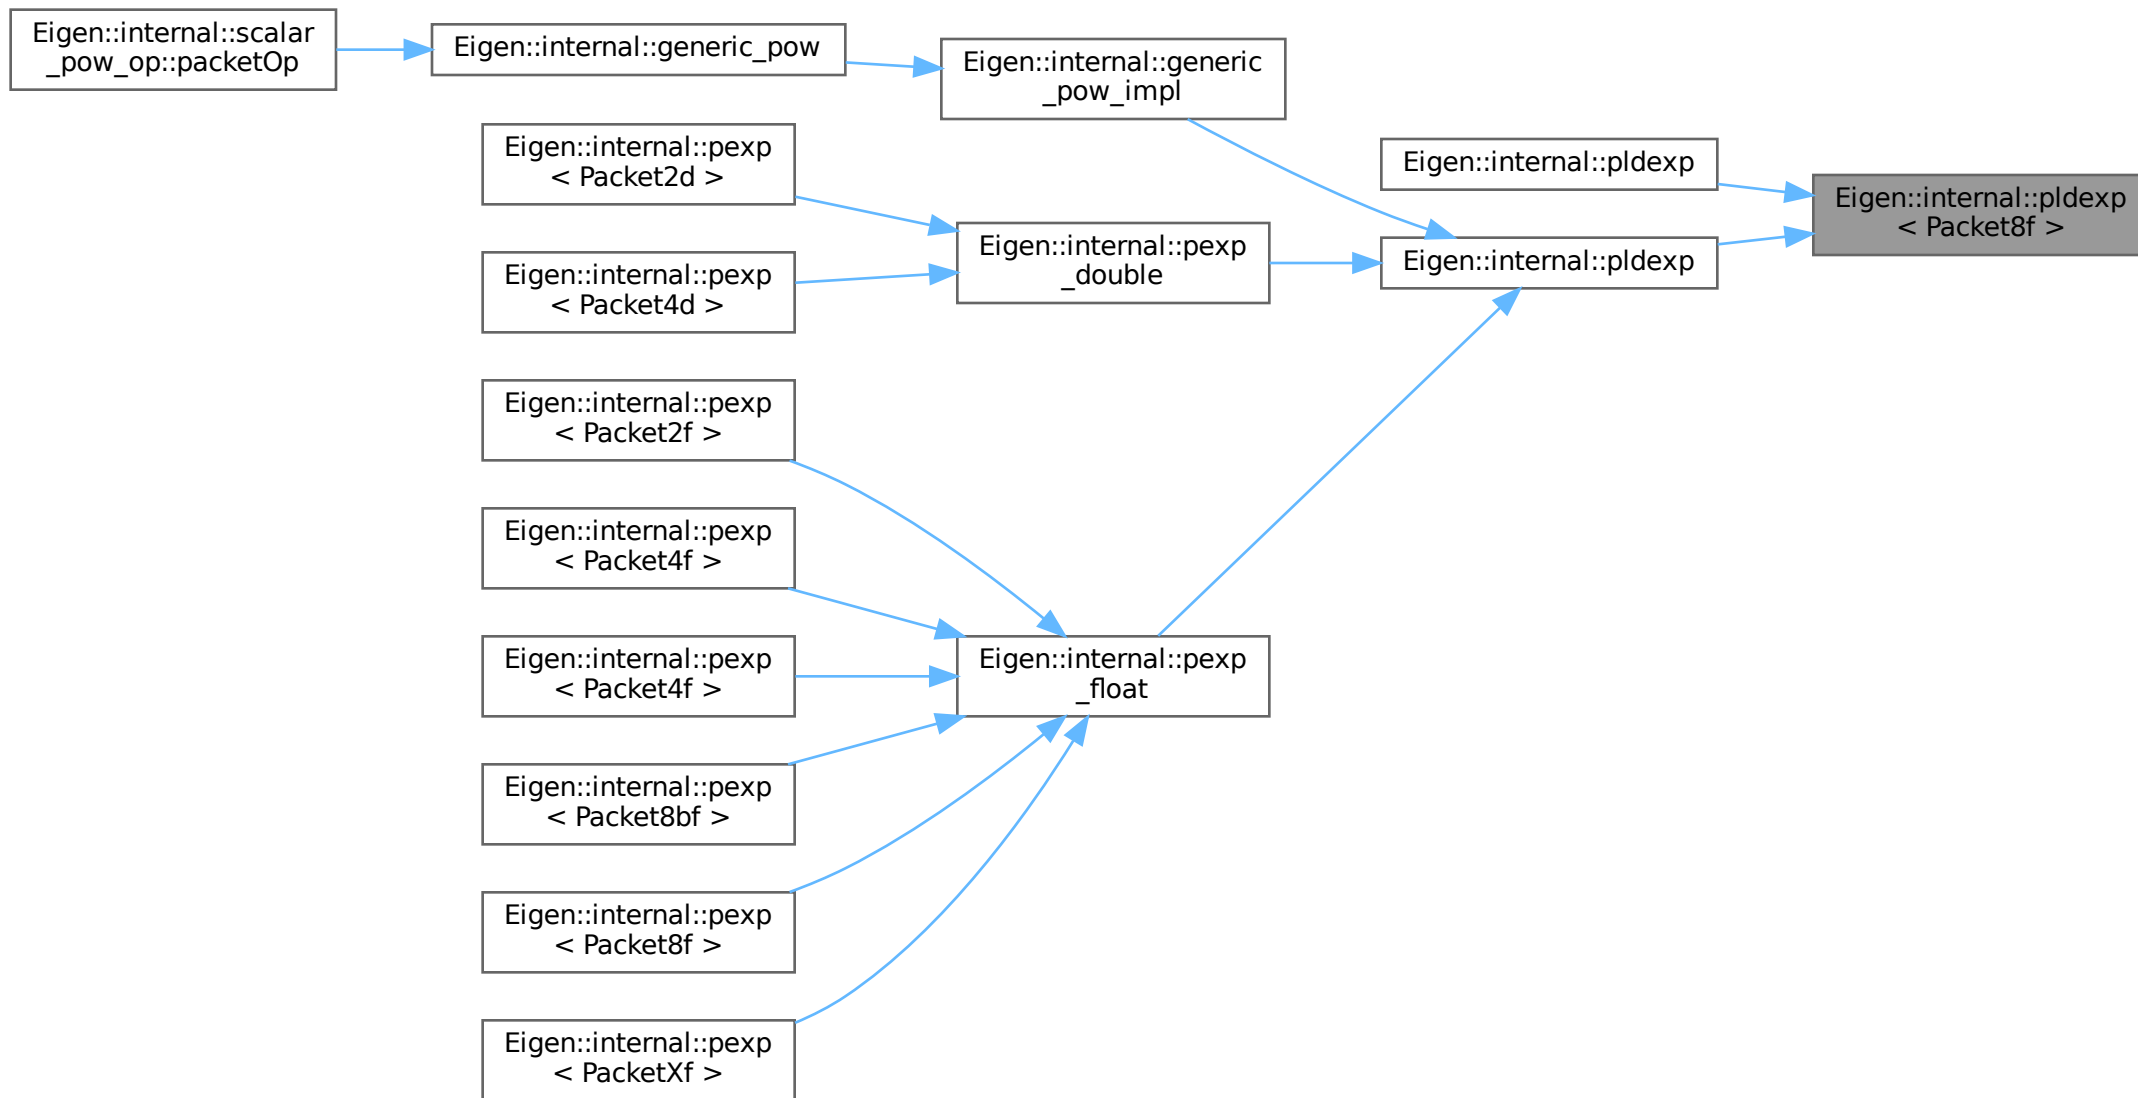 Eigen::internal::scalar
_pow_op::packetOp
Eigen::internal::generic_pow
Eigen::internal::generic
_pow_impl
Eigen::internal::pexp
< Packet2d >
Eigen::internal::pldexp
Eigen::internal::pldexp
< Packet8f >
Eigen::internal::pexp
_double
Eigen::internal::pldexp
Eigen::internal::pexp
< Packet4d >
Eigen::internal::pexp
< Packet2f >
Eigen::internal::pexp
< Packet4f >
Eigen::internal::pexp
< Packet4f >
Eigen::internal::pexp
_float
Eigen::internal::pexp
< Packet8bf >
Eigen::internal::pexp
< Packet8f >
Eigen::internal::pexp
< PacketXf >